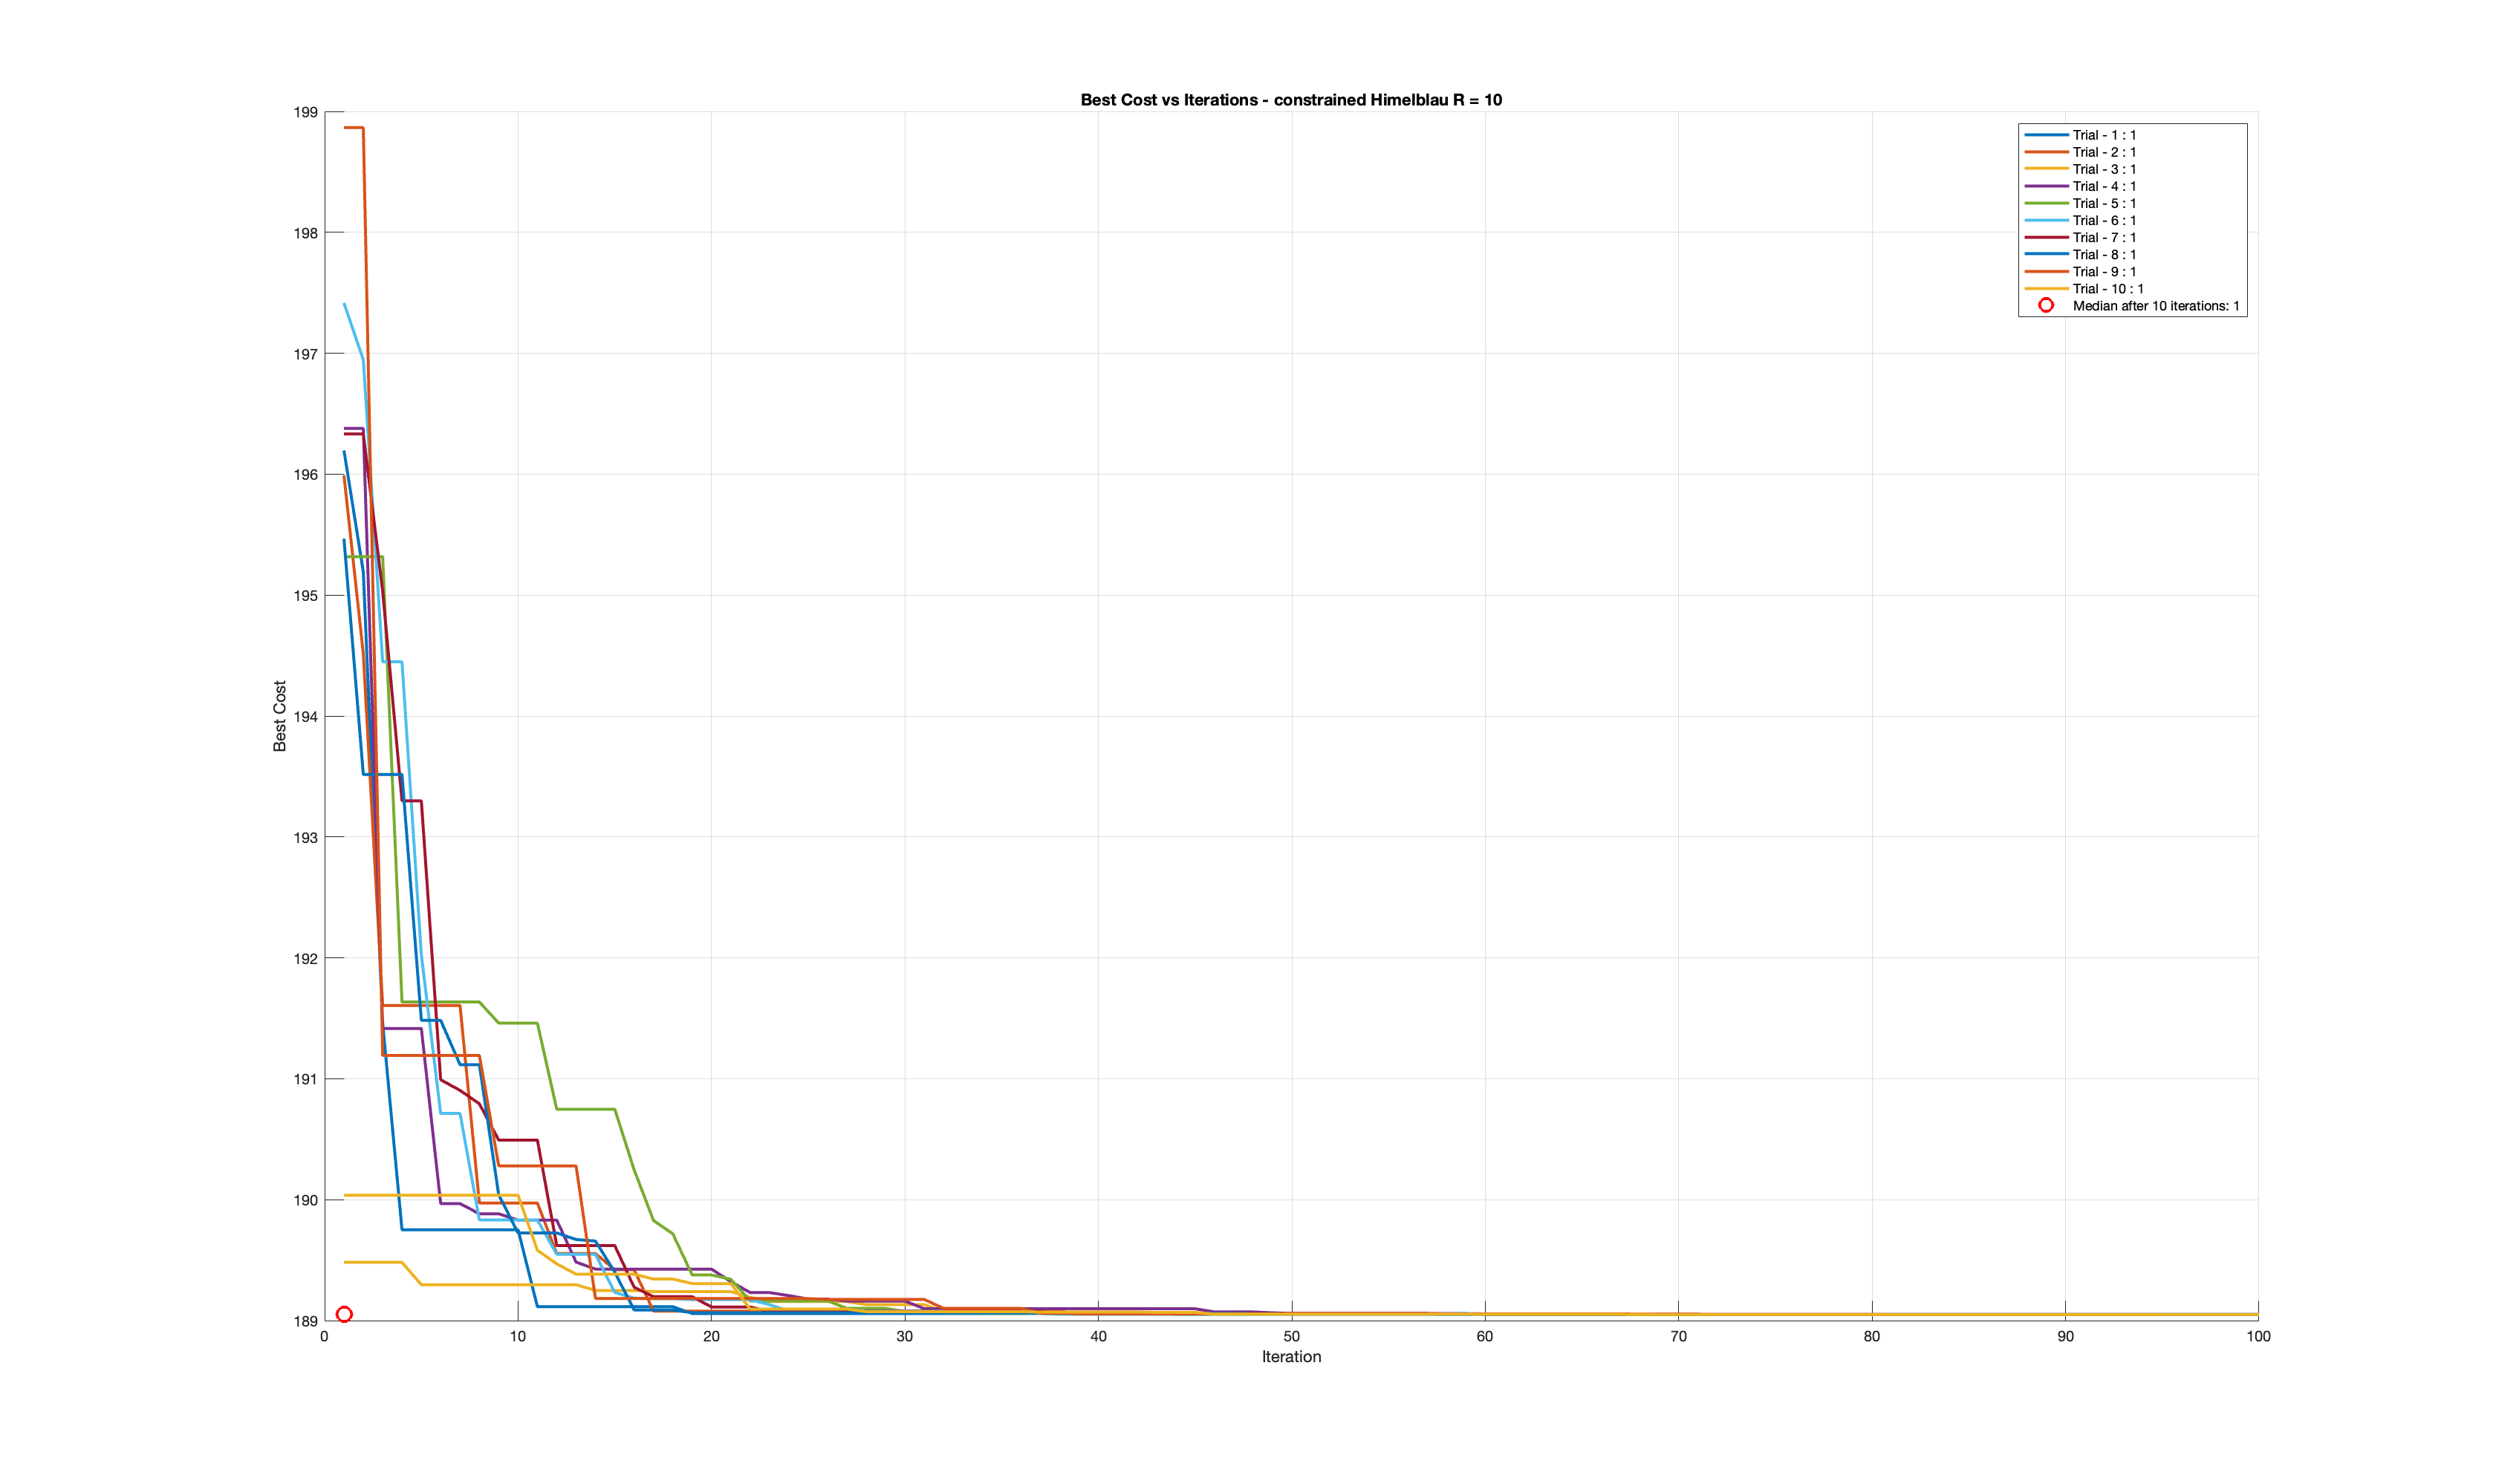 Best Cost vs Iterations - constrained Himelblau R = 10
199
198
197
196
195
194
193
192
191
190
189
Best Cost
Trial - 1 : 1
Trial - 2 : 1
Trial - 3 : 1
Trial - 4 : 1
Trial - 5 : 1
Trial - 6 : 1
Trial - 7 : 1
Trial - 8 : 1
Trial - 9 : 1
Trial - 10 : 1
Median after 10 iterations: 1
0 10 20 30 40 50 60 70 80 90 100
Iteration